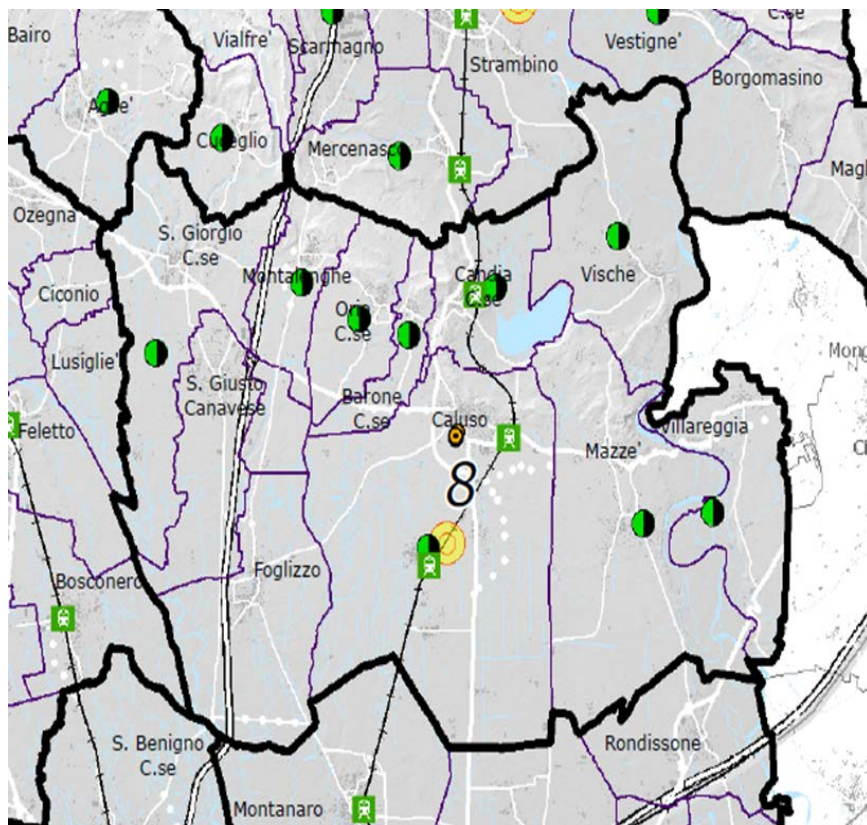 C.se
Bairo
Vialfre'
Scarmagno
Vestigne'
Strambino
Borgomasino
Aglie'
Cuceglio
Mercenasco
Magl
Ozegna
S. Giorgio
C.se
Montalenghe
Candia
C.se
Vische
Ciconio
Orio
C.se
Lusiglie'
S. Giusto
Canavese
Barone
C.se
Caluso
Villareggia
Feletto
Mazze'
8
Foglizzo
Bosconero
S. Benigno
C.se
Rondissone
Montanaro